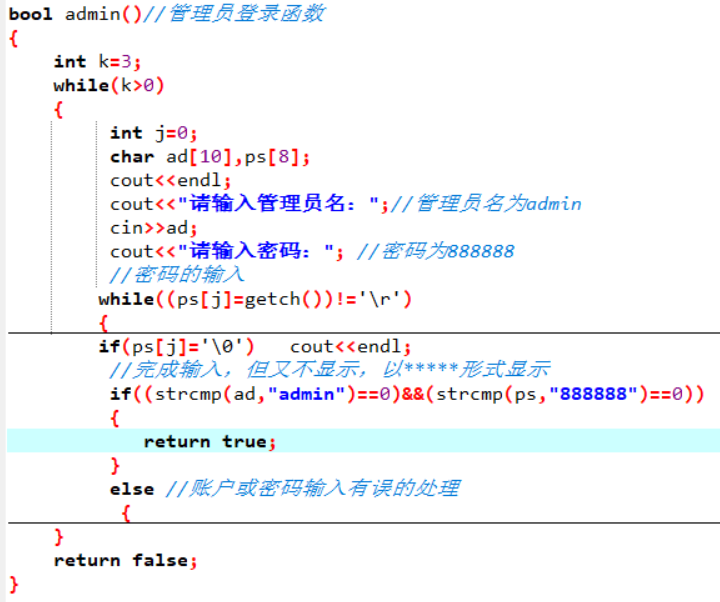 bool admin()//管理员登录函数
{
int k=3;
while(k>0)
{
int j=0;
char ad[10],ps[8];
cout<<endl;
cout<<"请输入管理员名：";//管理员名为admin
cin>>ad;
cout<<"请输入密码："; //密码为888888
//密码的输入
while((ps[j]=getch())!='\r')
{
if(ps[j]='\0') cout<<endl;
//完成输入，但又不显示，以*****形式显示
if((strcmp(ad,"admin")==0)&&(strcmp(ps,"888888")==0))
{
return true;
}
else //账户或密码输入有误的处理
{
}
return false;
}